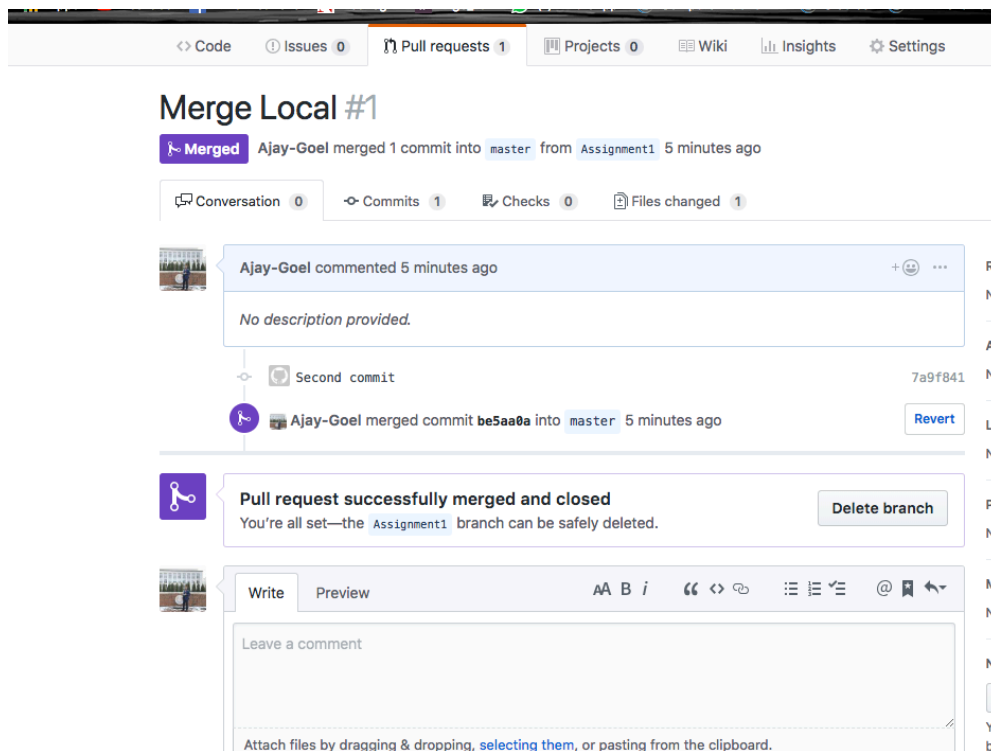 Code Issues 0 Pull requests 1 Projects 0 Wiki Insights Settings
Merge Local #1
Merged Ajay-Goel merged 1 commit into master from Assignment1 5 minutes ago
Conversation 0 Commits 1 Checks 0 Files changed 1
Ajay-Goel commented 5 minutes ago
No description provided.
Second commit 7a9f841
Ajay-Goel merged commit be5aa0a into master 5 minutes ago Revert
Pull request successfully merged and closed
You're all set—the Assignment1 branch can be safely deleted.
Delete branch
Write Preview AA B i @
Leave a comment
Attach files by dragging & dropping, selecting them, or pasting from the clipboard.